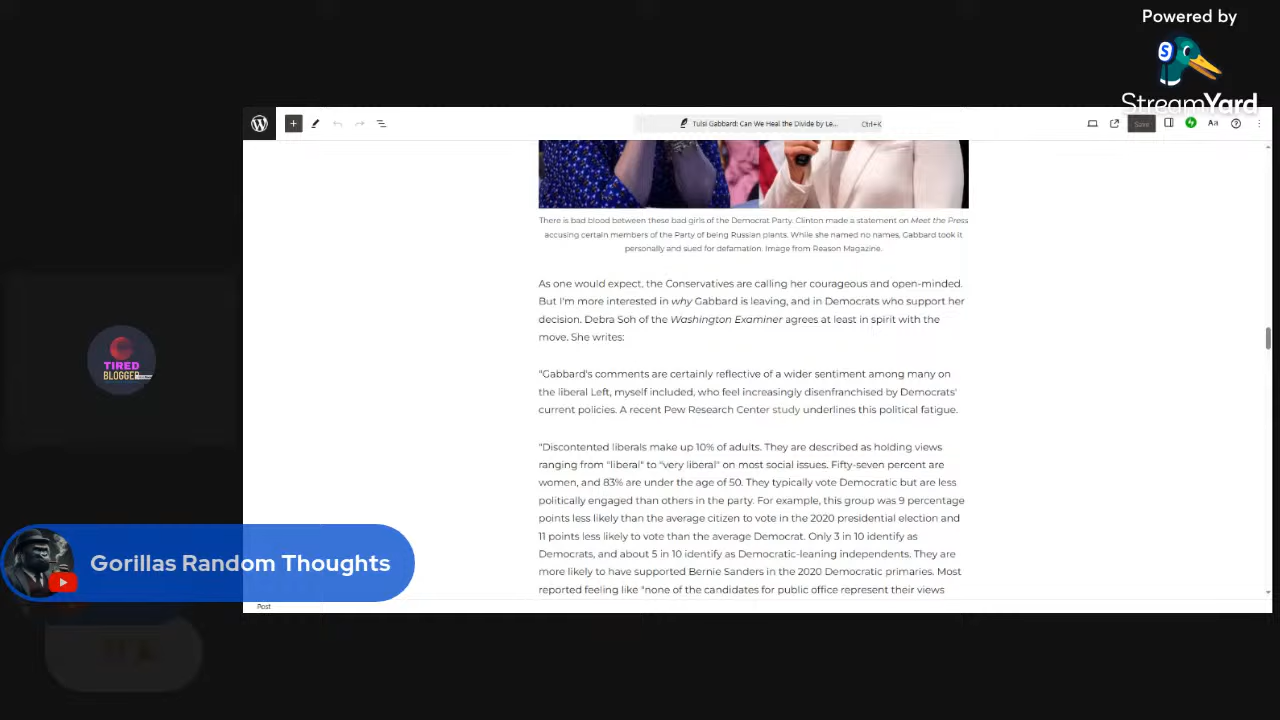 Powered by
StreamYard
Tulsi Gabbard: Can We Heal the Divide by Le... Ctrl+K
Save
Aa
There is bad blood between these bad girls of the Democrat Party. Clinton made a statement on Meet the Press
accusing certain members of the Party of being Russian plants. While she named no names, Gabbard took it
personally and sued for defamation. Image from Reason Magazine.
As one would expect, the Conservatives are calling her courageous and open-minded.
But I'm more interested in why Gabbard is leaving, and in Democrats who support her
decision. Debra Soh of the Washington Examiner agrees at least in spirit with the
move. She writes:
"Gabbard's comments are certainly reflective of a wider sentiment among many on
the liberal Left, myself included, who feel increasingly disenfranchised by Democrats'
current policies. A recent Pew Research Center study underlines this political fatigue.
"Discontented liberals make up 10% of adults. They are described as holding views
ranging from "liberal" to "very liberal" on most social issues. Fifty-seven percent are
women, and 83% are under the age of 50. They typically vote Democratic but are less
politically engaged than others in the party. For example, this group was 9 percentage
points less likely than the average citizen to vote in the 2020 presidential election and
11 points less likely to vote than the average Democrat. Only 3 in 10 identify as
Democrats, and about 5 in 10 identify as Democratic-leaning independents. They are
more likely to have supported Bernie Sanders in the 2020 Democratic primaries. Most
reported feeling like "none of the candidates for public office represent their views
Post
TIRED
BLOGGER
Gorillas Random Thoughts